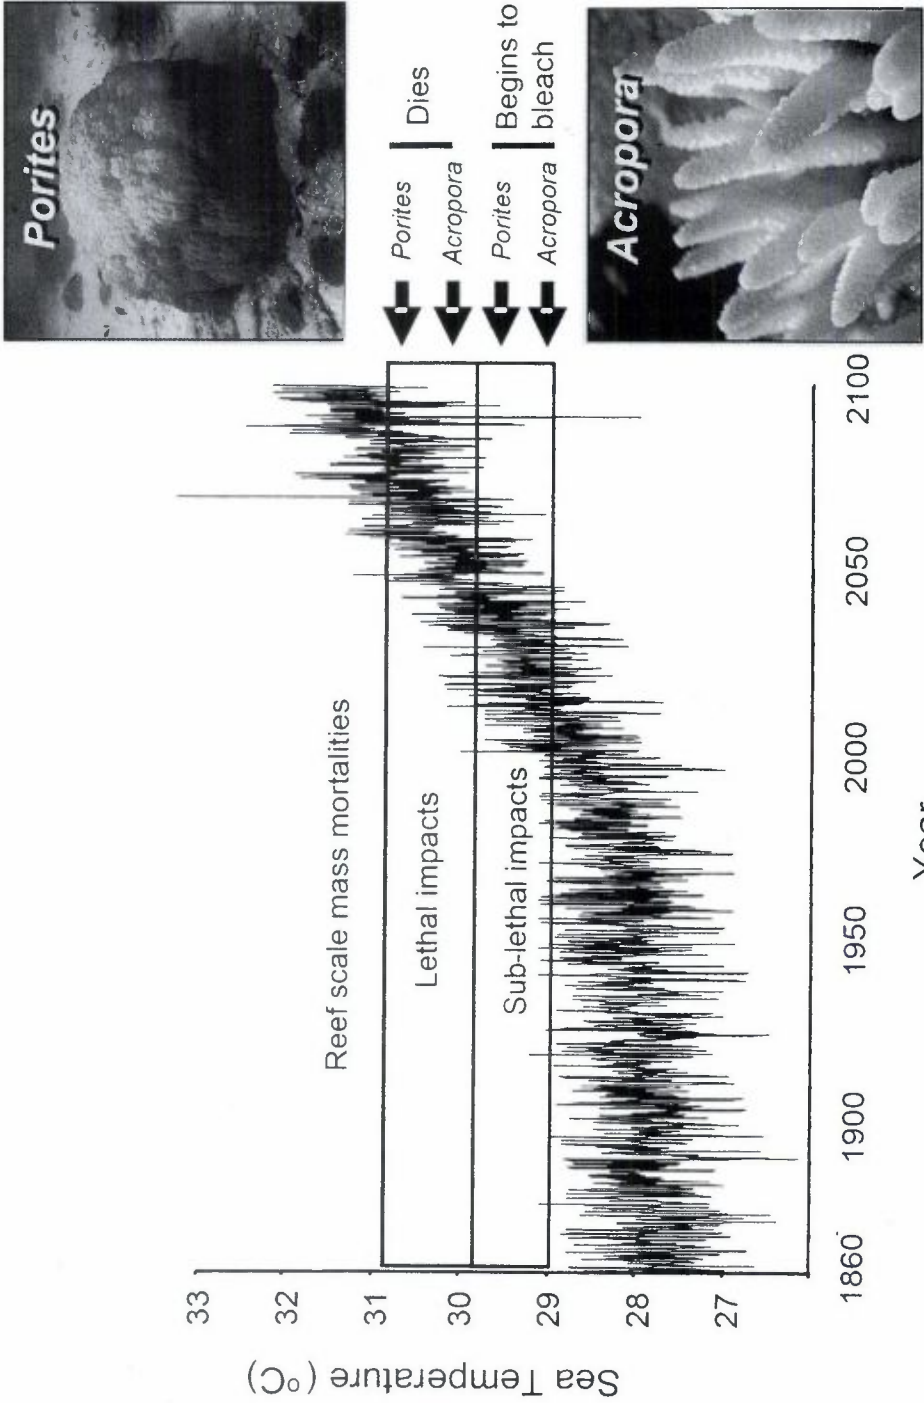 Porites
Porites
Acropora
Dies
Porites
Acropora
Begins to
bleach
Acropora
Reef scale mass mortalities
Lethal impacts
Sub-lethal impacts
Sea Temperature (°C)
33
32
31
30
29
28
27
1860
1900
1950
2000
2050
2100
Year